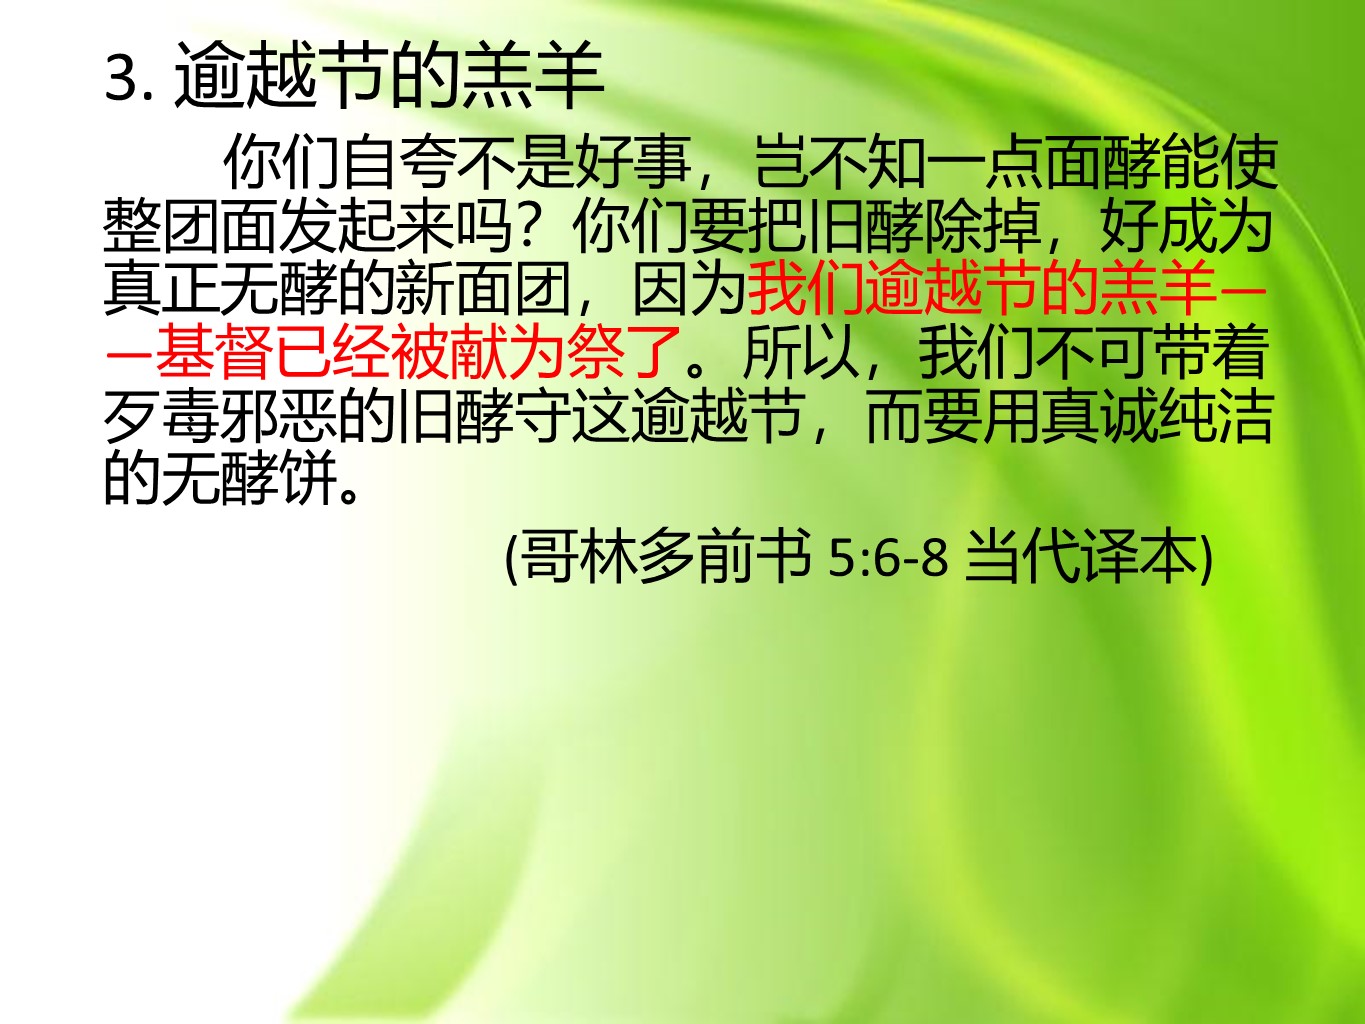 3. 逾越节的羔羊
你们自夸不是好事，岂不知一点面酵能使
整团面发起来吗？你们要把旧酵除掉，好成为
真正无酵的新面团，因为我们逾越节的羔羊—
—基督已经被献为祭了。所以，我们不可带着
歹毒邪恶的旧酵守这逾越节，而要用真诚纯洁
的无酵饼。
(哥林多前书 5:6-8 当代译本)